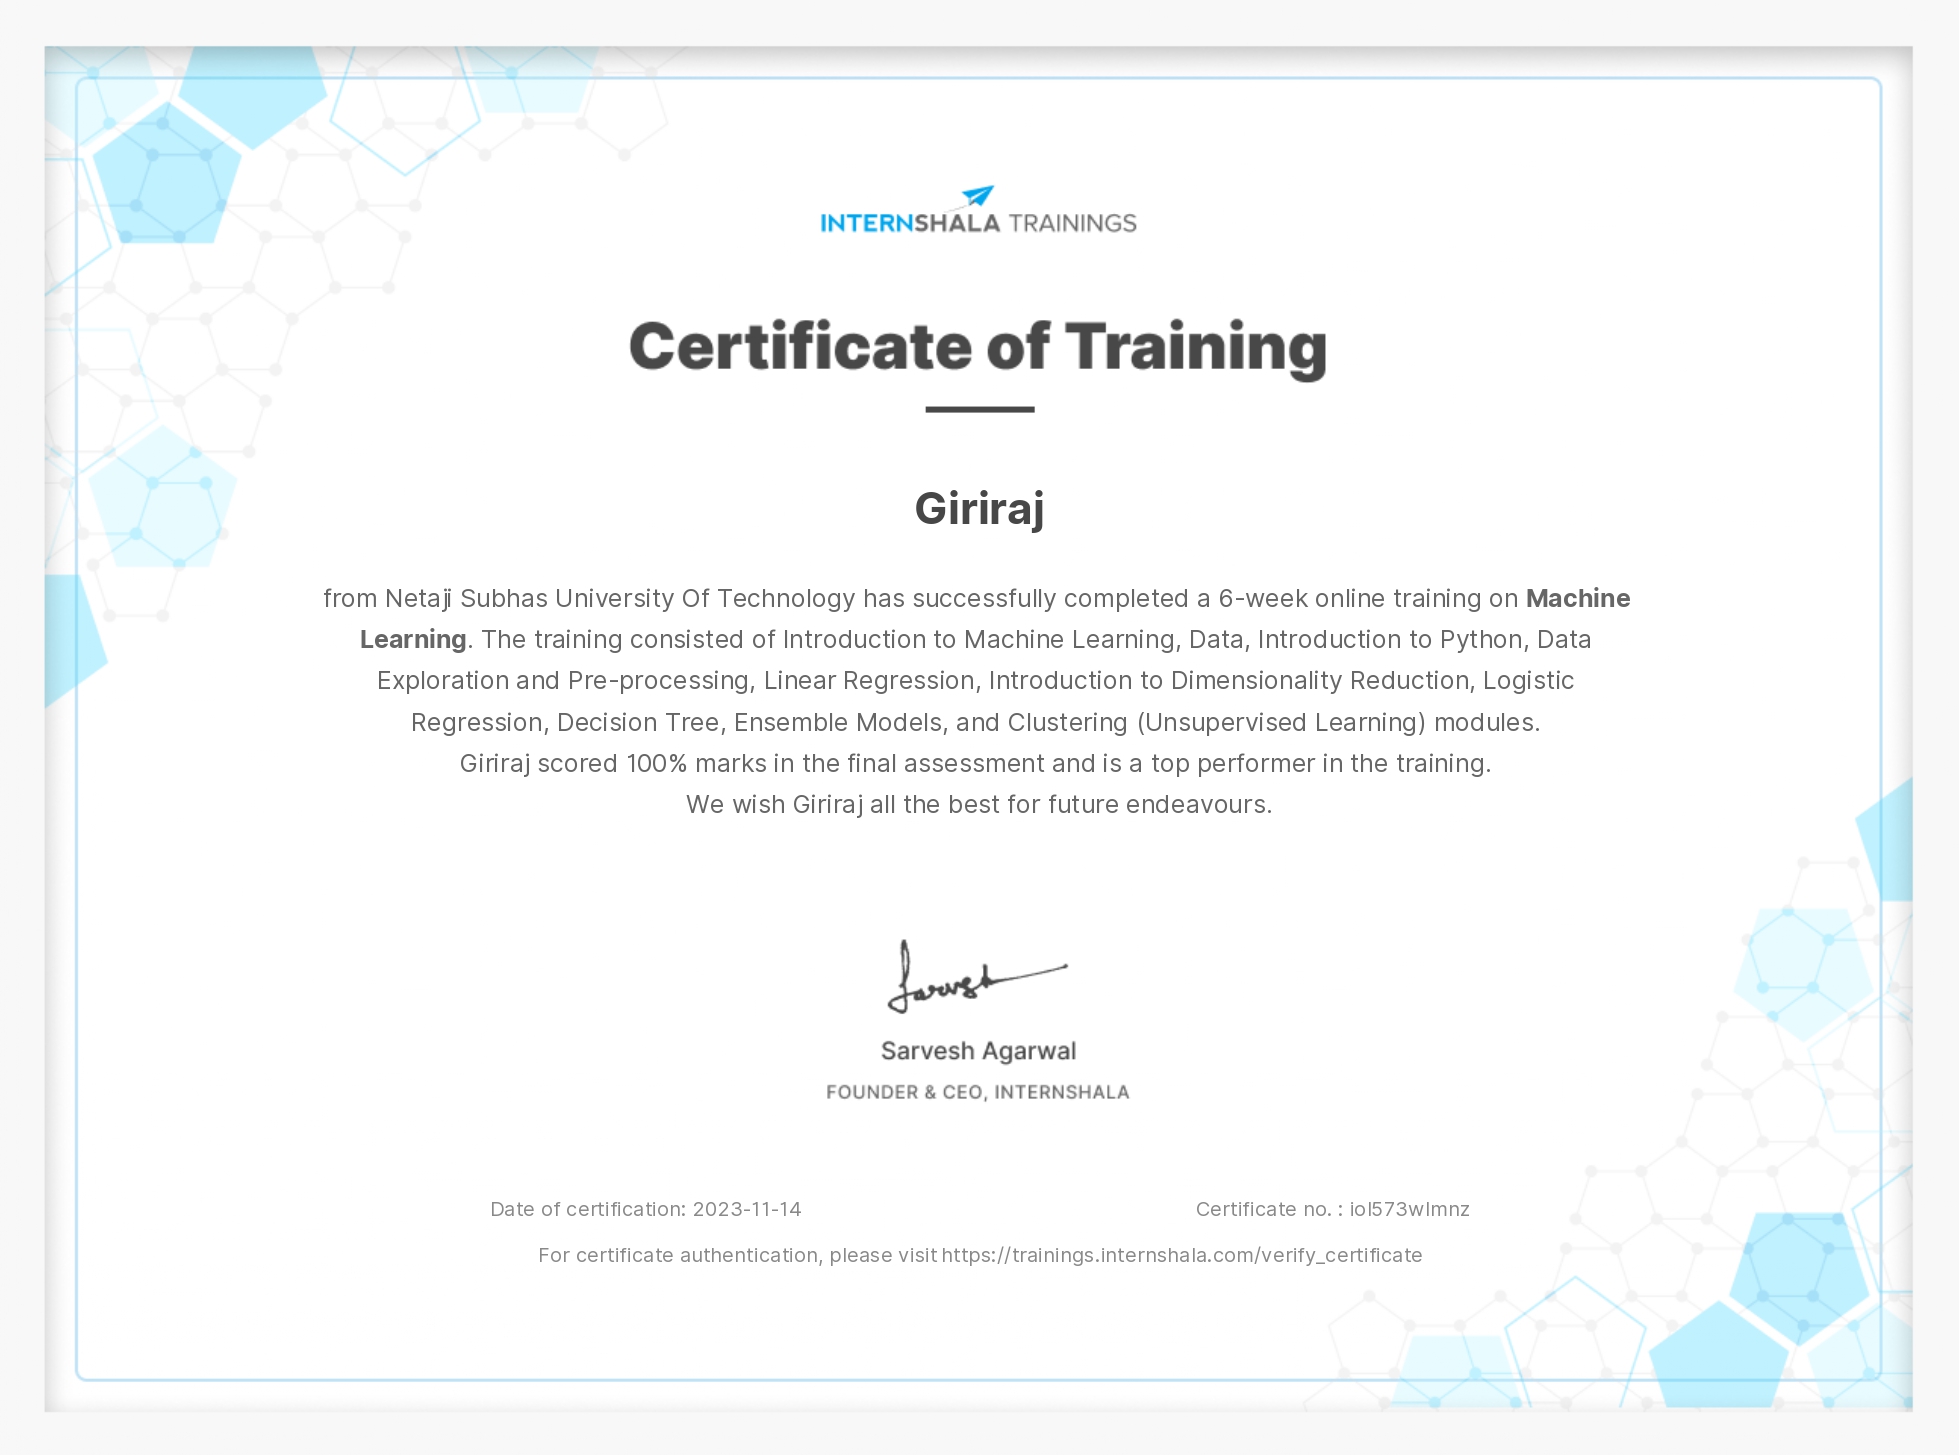 INTERNSHALA TRAININGS
Certificate of Training
Giriraj
from Netaji Subhas University Of Technology has successfully completed a 6-week online training on Machine
Learning. The training consisted of Introduction to Machine Learning, Data, Introduction to Python, Data
Exploration and Pre-processing, Linear Regression, Introduction to Dimensionality Reduction, Logistic
Regression, Decision Tree, Ensemble Models, and Clustering (Unsupervised Learning) modules.
Giriraj scored 100% marks in the final assessment and is a top performer in the training.
We wish Giriraj all the best for future endeavours.
Sarvesh
Sarvesh Agarwal
FOUNDER & CEO, INTERNSHALA
Date of certification: 2023-11-14 Certificate no. : iol573wlmnz
For certificate authentication, please visit https://trainings.internshala.com/verify_certificate